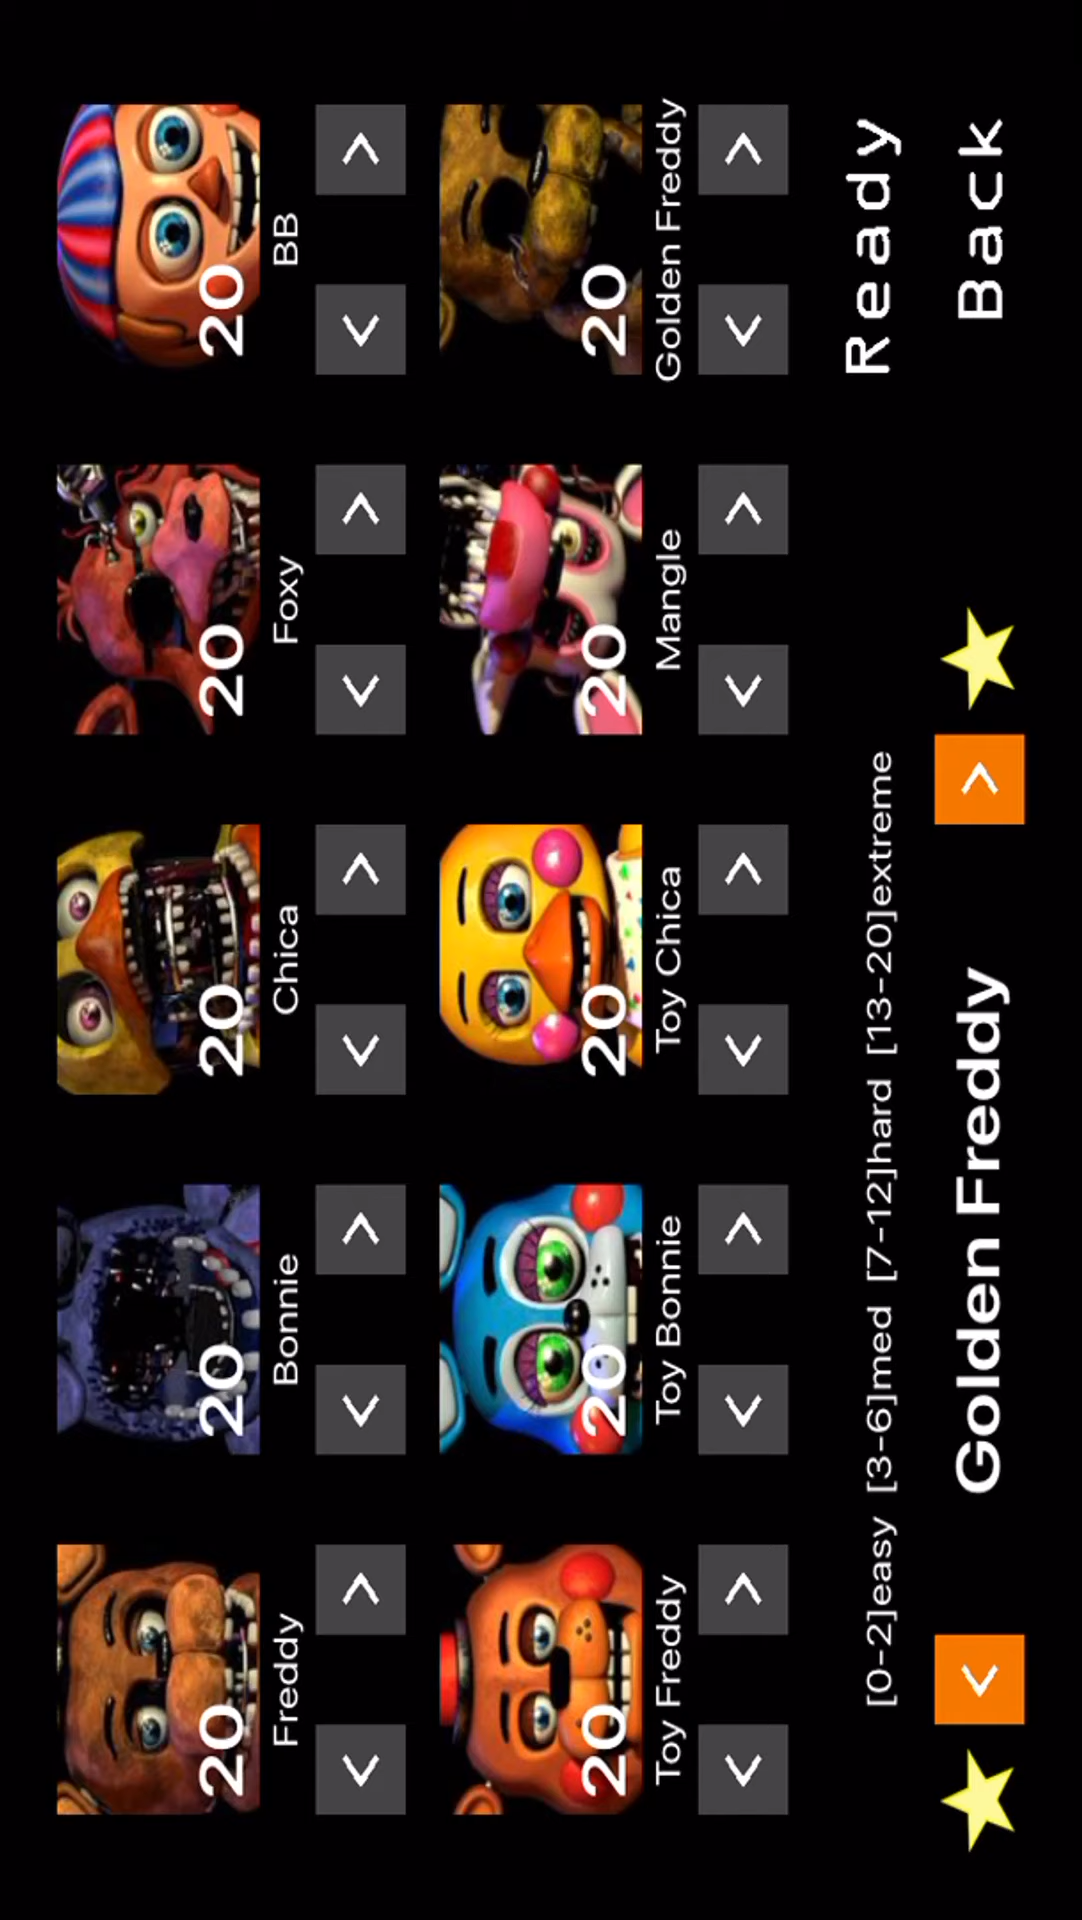 20 20 20 20 20
Freddy Bonnie Chica Foxy BB
< > < > < > < > < >
20 20 20 20 20
Toy Freddy Toy Bonnie Toy Chica Mangle Golden Freddy
< > < > < > < > < >
[0-2]easy [3-6]med [7-12]hard [13-20]extreme
Ready
< Golden Freddy >
Back